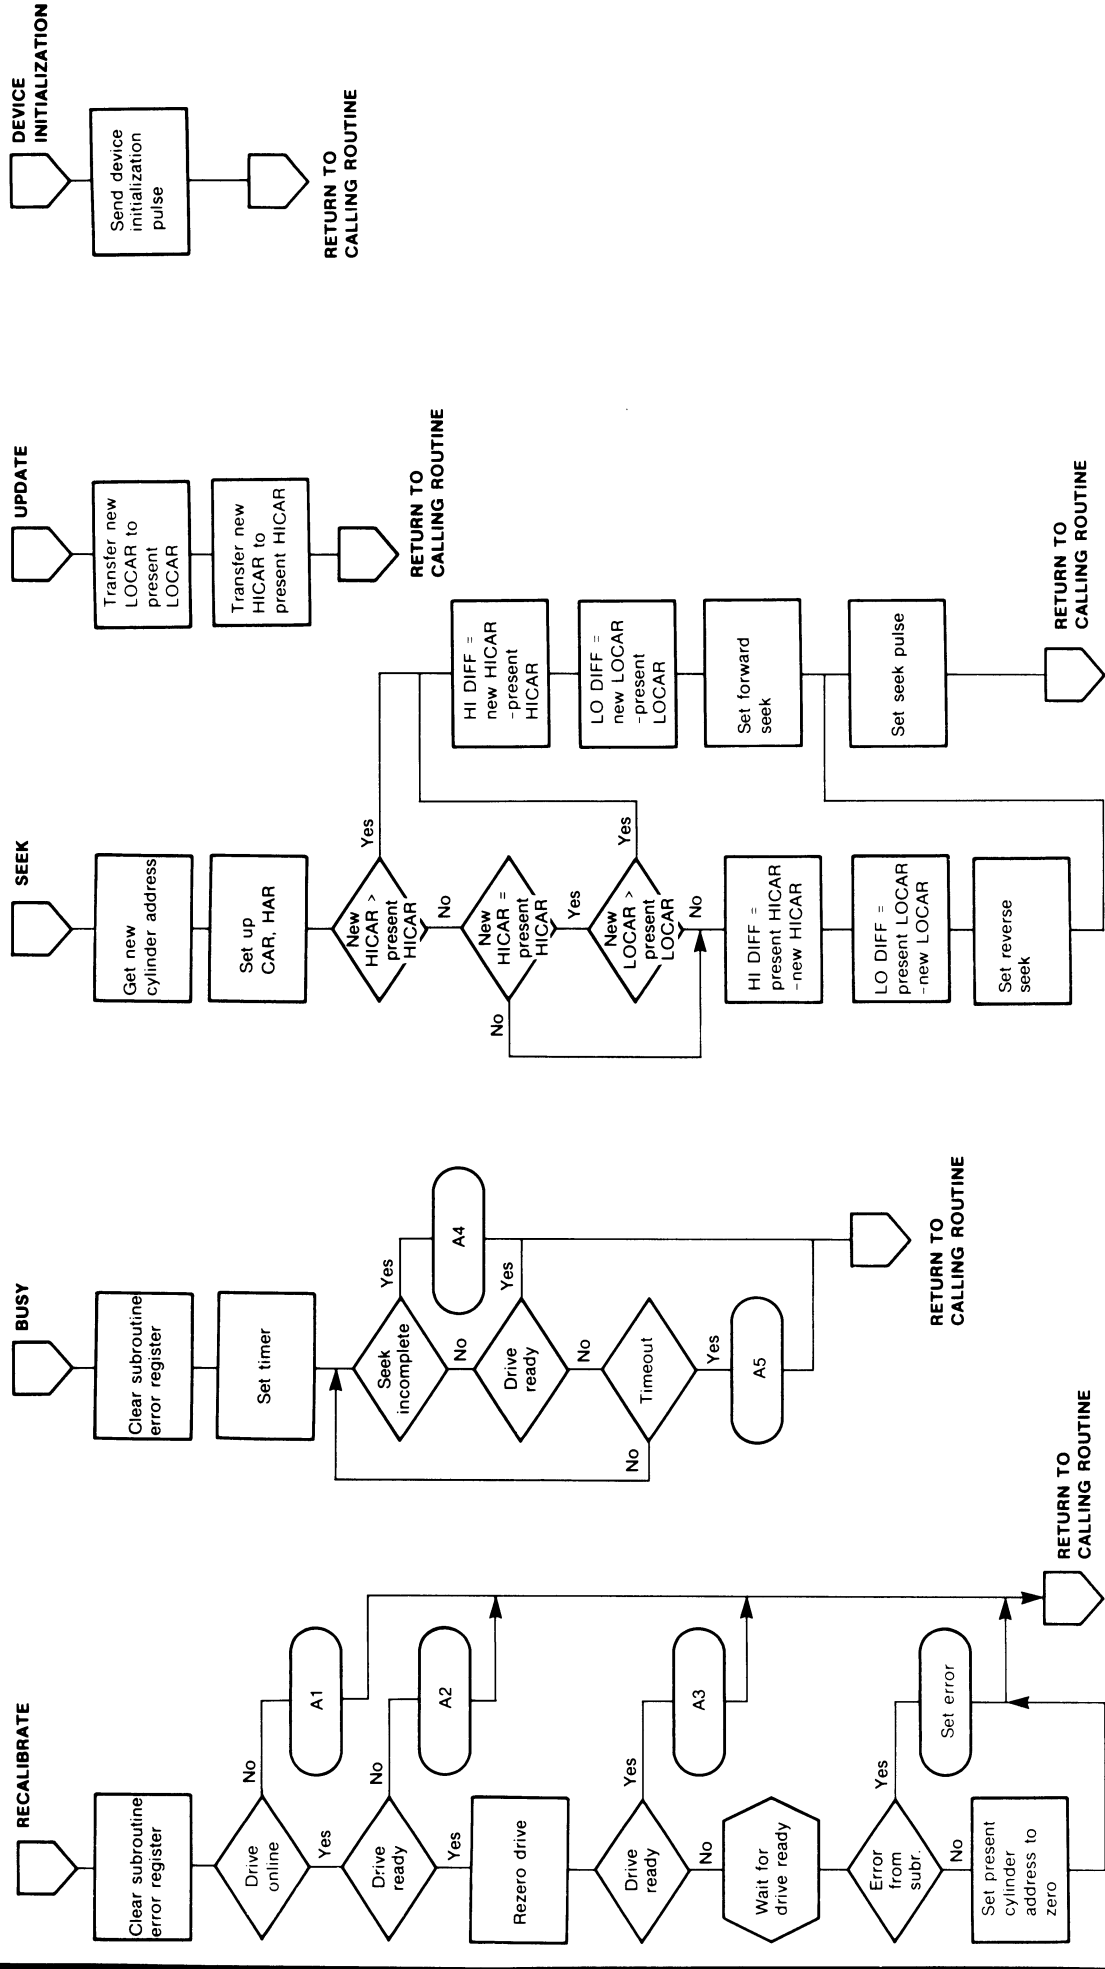 RECALIBRATE
Clear subroutine
error register
Drive
online
No
A1
Yes
Drive
ready
No
A2
Yes
Rezero drive
Drive
ready
Yes
A3
No
Wait for
drive ready
Error
from
subr.
Yes
Set error
No
Set present
cylinder
address to
zero
RETURN TO
CALLING ROUTINE
BUSY
Clear subroutine
error register
Set timer
Seek
incomplete
Yes
A4
No
Drive
ready
Yes
No
Timeout
No
Yes
A5
RETURN TO
CALLING ROUTINE
SEEK
Get new
cylinder address
Set up
CAR, HAR
New
HICAR >
present
HICAR
Yes
No
New
HICAR =
present
HICAR
No
Yes
New
LOCAR >
present
LOCAR
Yes
No
HI DIFF =
present HICAR
-new HICAR
LO DIFF =
present LOCAR
-new LOCAR
Set reverse
seek
HI DIFF =
new HICAR
-present
HICAR
LO DIFF =
new LOCAR
-present
LOCAR
Set forward
seek
Set seek pulse
RETURN TO
CALLING ROUTINE
UPDATE
Transfer new
LOCAR to
present
LOCAR
Transfer new
HICAR to
present HICAR
RETURN TO
CALLING ROUTINE
DEVICE
INITIALIZATION
Send device
initialization
pulse
RETURN TO
CALLING ROUTINE